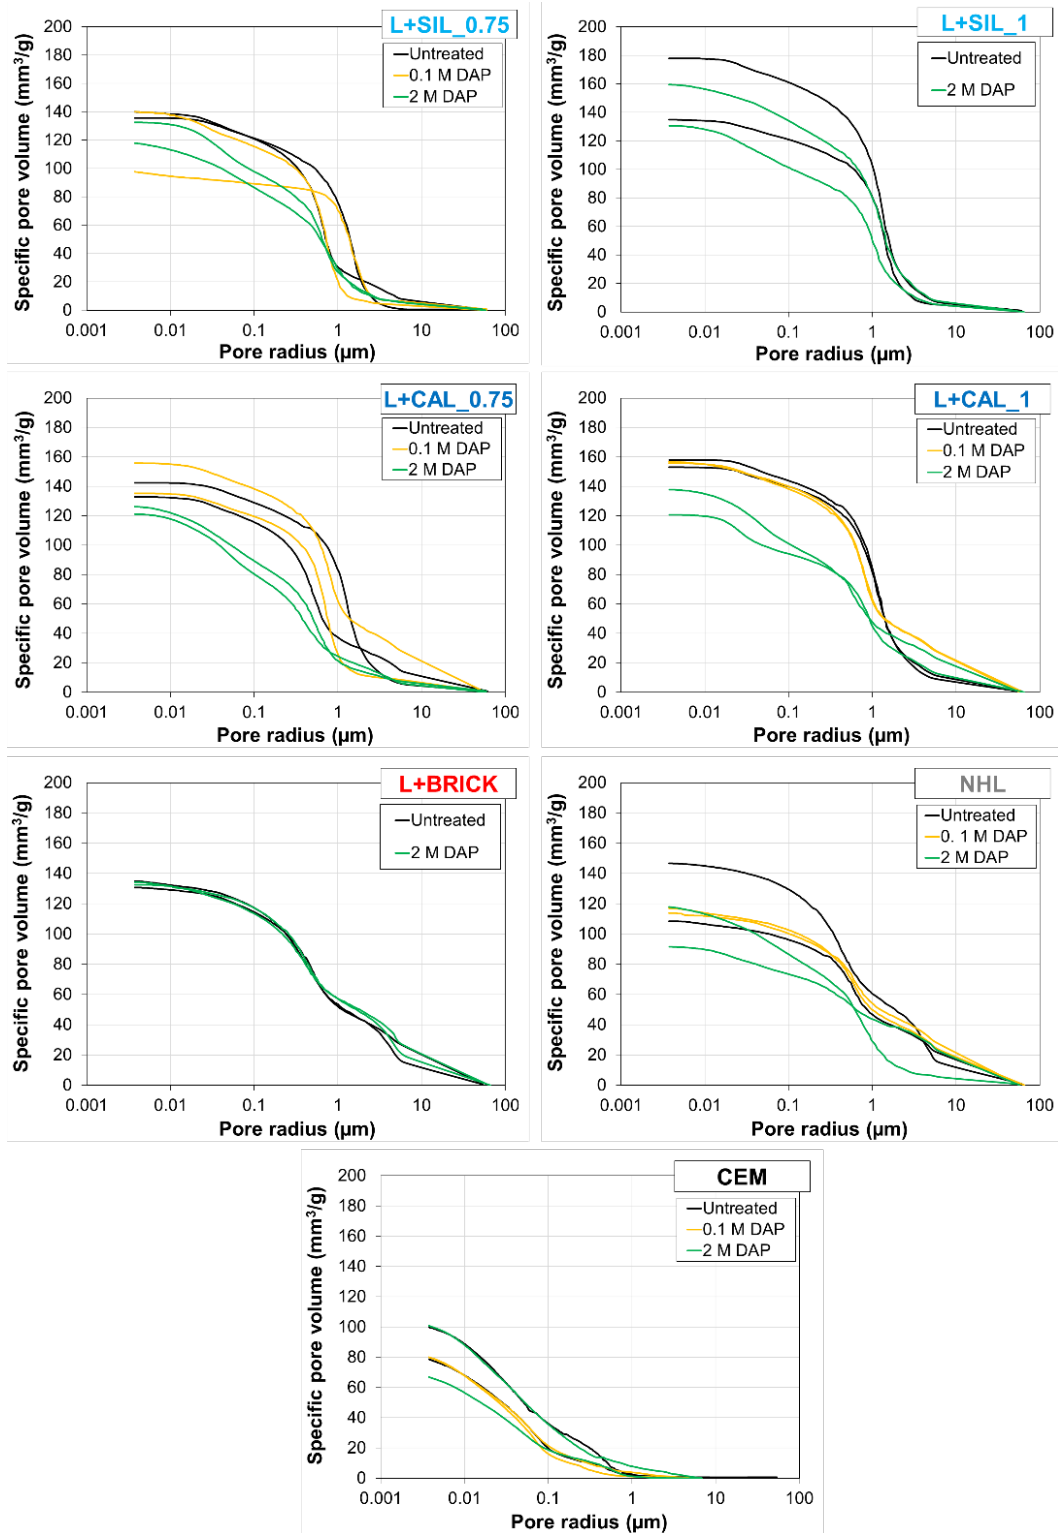 L+SIL_0.75
Untreated
0.1 M DAP
2 M DAP
Specific pore volume (mm³/g)
200
180
160
140
120
100
80
60
40
20
0
0.001 0.01 0.1 1 10 100
Pore radius (µm)
L+SIL_1
Untreated
2 M DAP
Specific pore volume (mm³/g)
200
180
160
140
120
100
80
60
40
20
0
0.001 0.01 0.1 1 10 100
Pore radius (µm)
L+CAL_0.75
Untreated
0.1 M DAP
2 M DAP
Specific pore volume (mm³/g)
200
180
160
140
120
100
80
60
40
20
0
0.001 0.01 0.1 1 10 100
Pore radius (µm)
L+CAL_1
Untreated
0.1 M DAP
2 M DAP
Specific pore volume (mm³/g)
200
180
160
140
120
100
80
60
40
20
0
0.001 0.01 0.1 1 10 100
Pore radius (µm)
L+BRICK
Untreated
2 M DAP
Specific pore volume (mm³/g)
200
180
160
140
120
100
80
60
40
20
0
0.001 0.01 0.1 1 10 100
Pore radius (µm)
NHL
Untreated
0. 1 M DAP
2 M DAP
Specific pore volume (mm³/g)
200
180
160
140
120
100
80
60
40
20
0
0.001 0.01 0.1 1 10 100
Pore radius (µm)
CEM
Untreated
0.1 M DAP
2 M DAP
Specific pore volume (mm³/g)
200
180
160
140
120
100
80
60
40
20
0
0.001 0.01 0.1 1 10 100
Pore radius (µm)